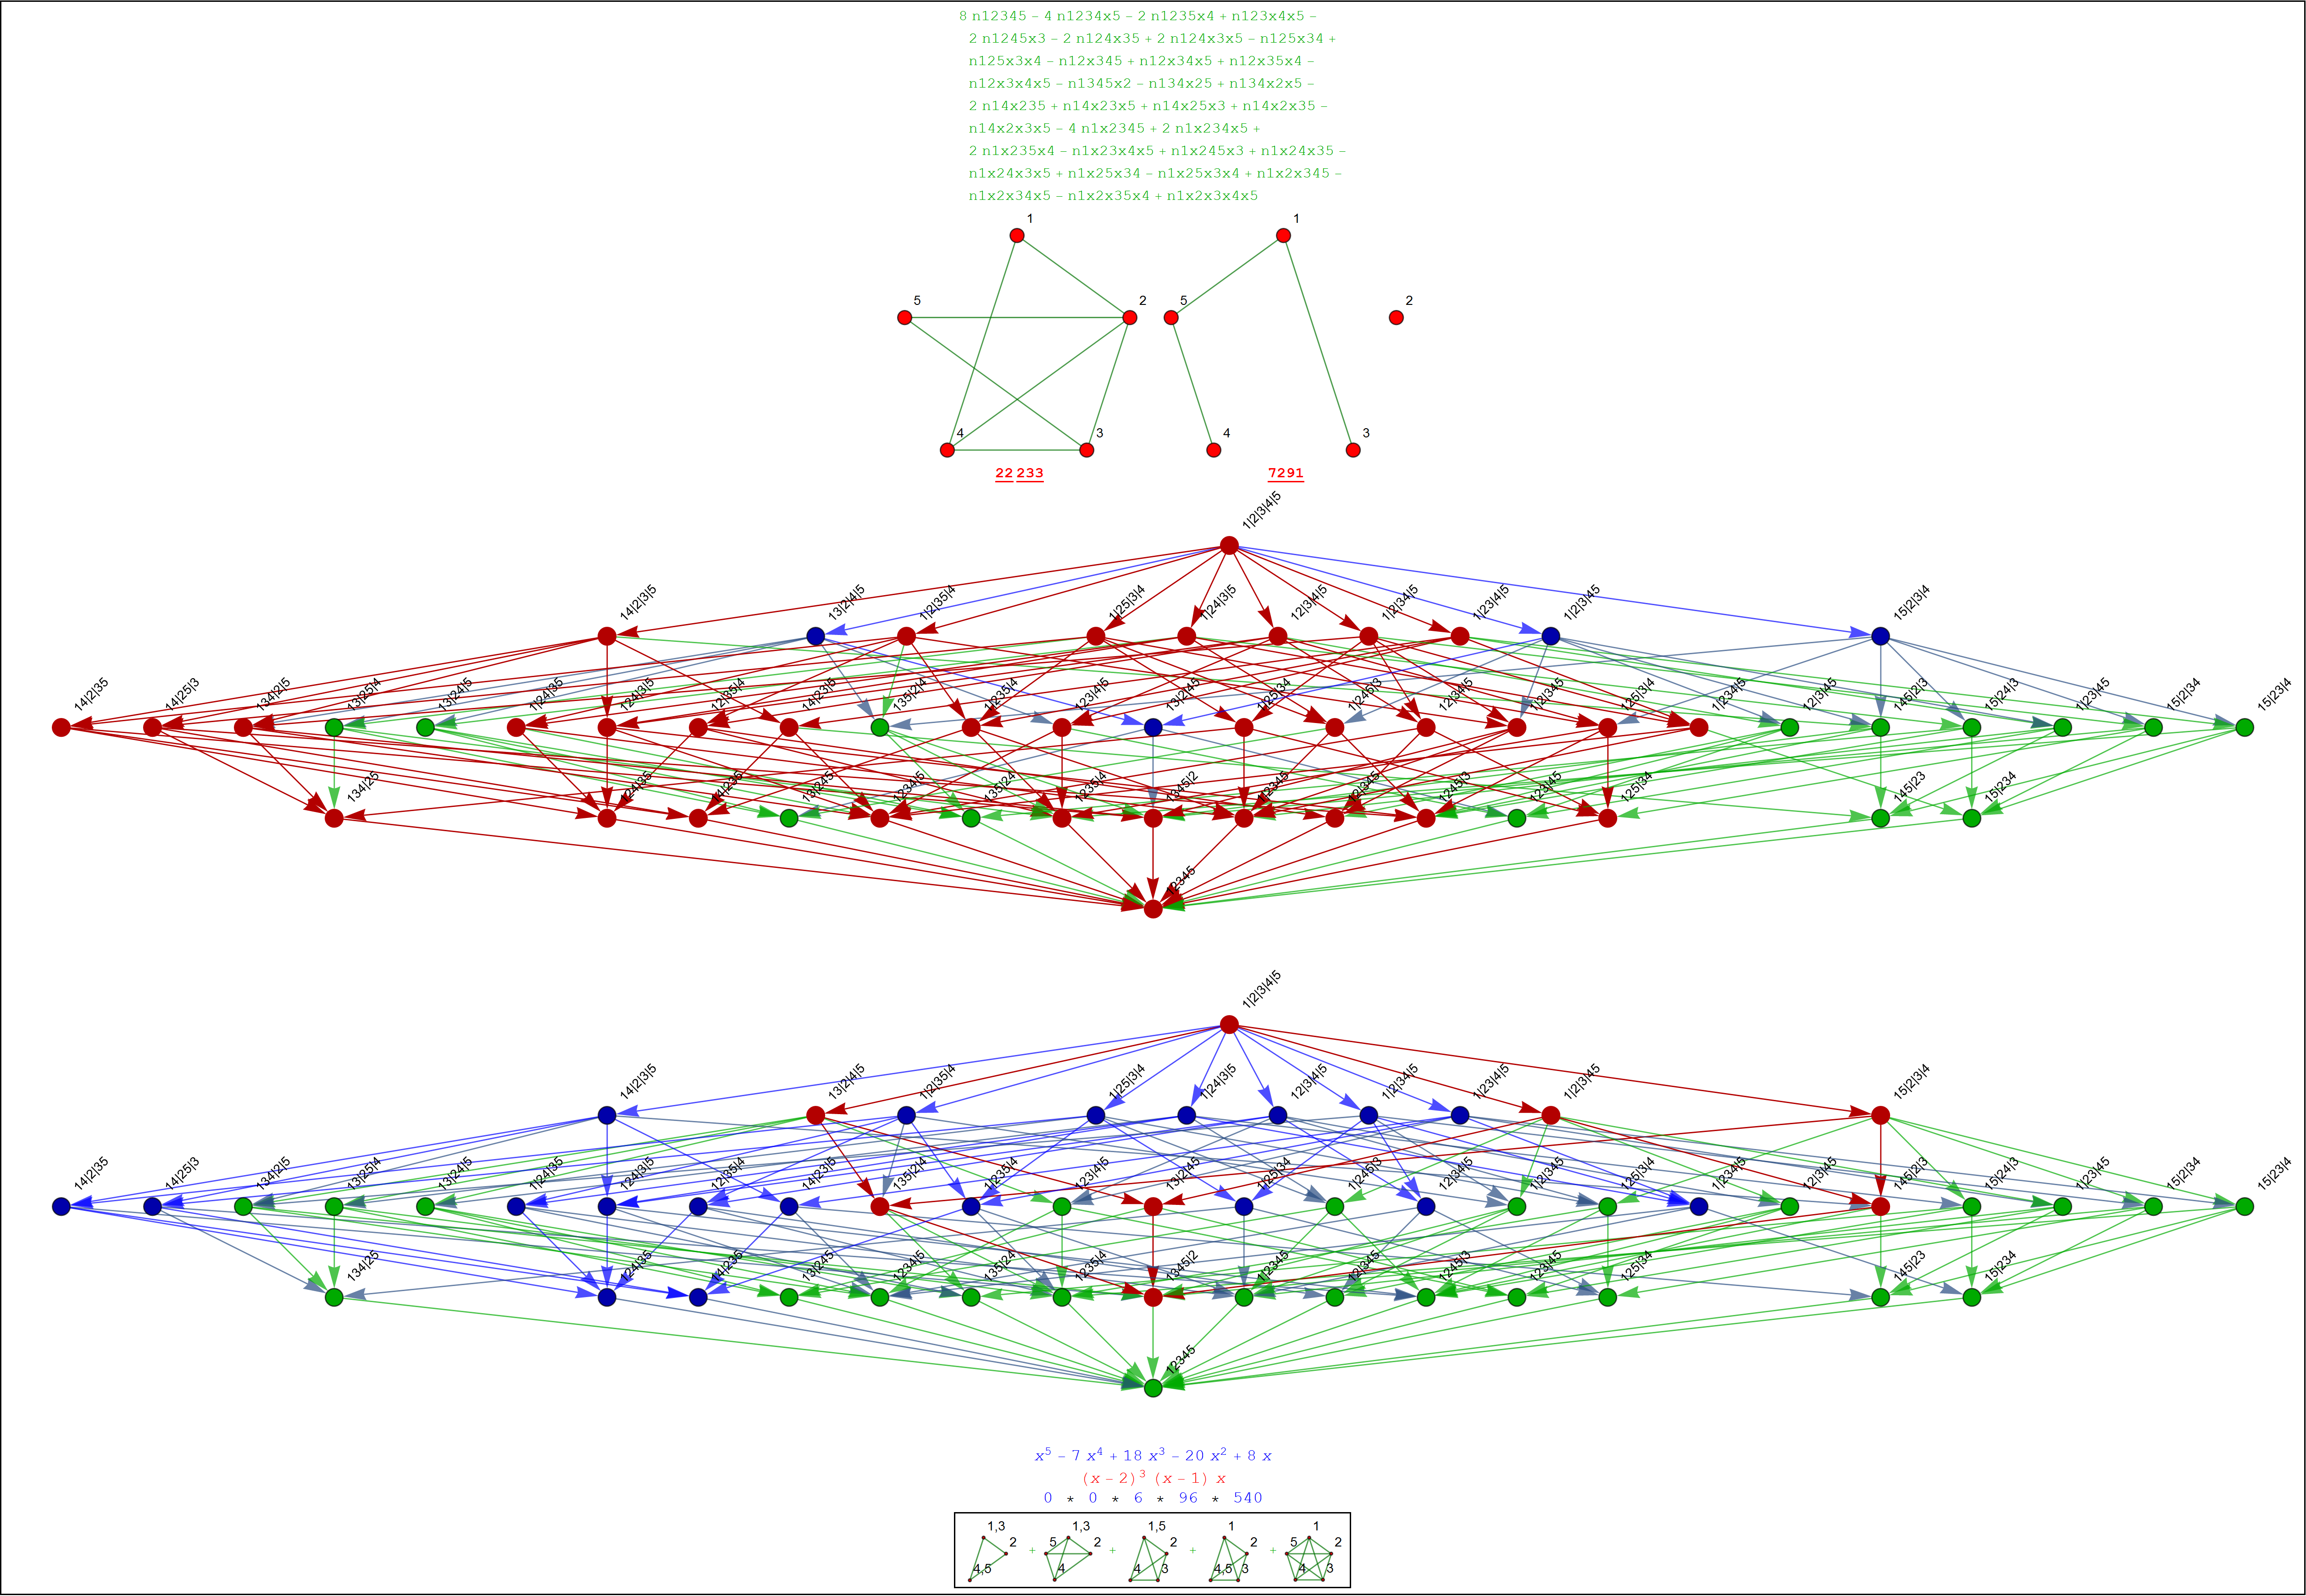 8 n12345 – 4 n1234x5 – 2 n1235x4 + n123x4x5 –
2 n1245x3 – 2 n124x35 + 2 n124x3x5 – n125x34 +
n125x3x4 – n12x345 + n12x34x5 + n12x35x4 –
n12x3x4x5 – n1345x2 – n134x25 + n134x2x5 –
2 n14x235 + n14x23x5 + n14x25x3 + n14x2x35 –
n14x2x3x5 – 4 n1x2345 + 2 n1x234x5 +
2 n1x235x4 – n1x23x4x5 + n1x245x3 + n1x24x35 –
n1x24x3x5 + n1x25x34 – n1x25x3x4 + n1x2x345 –
n1x2x34x5 – n1x2x35x4 + n1x2x3x4x5
1 1
5 2 5 2
4 3 4 3
22 233 7291
1|2|3|4|5
14|2|3|5 13|2|4|5 1|2|35|4 1|25|3|4 1|24|3|5 12|3|4|5 1|2|34|5 1|23|4|5 1|2|3|45 15|2|3|4
14|2|35 14|25|3 134|2|5 13|25|4 13|24|5 1|24|35 124|3|5 12|35|4 14|23|5 135|2|4 1|235|4 123|4|5 13|2|45 1|25|34 1|245|3 12|34|5 1|2|345 125|3|4 1|234|5 12|3|45 145|2|3 15|24|3 1|23|45 15|2|34 15|23|4
134|25 124|35 14|235 13|245 1234|5 135|24 1235|4 1345|2 1|2345 12|345 1245|3 123|45 125|34 145|23 15|234
12345
1|2|3|4|5
14|2|3|5 13|2|4|5 1|2|35|4 1|25|3|4 1|24|3|5 12|3|4|5 1|2|34|5 1|23|4|5 1|2|3|45 15|2|3|4
14|2|35 14|25|3 134|2|5 13|25|4 13|24|5 1|24|35 124|3|5 12|35|4 14|23|5 135|2|4 1|235|4 123|4|5 13|2|45 1|25|34 1|245|3 12|34|5 1|2|345 125|3|4 1|234|5 12|3|45 145|2|3 15|24|3 1|23|45 15|2|34 15|23|4
134|25 124|35 14|235 13|245 1234|5 135|24 1235|4 1345|2 1|2345 12|345 1245|3 123|45 125|34 145|23 15|234
12345
x⁵ – 7 x⁴ + 18 x³ – 20 x² + 8 x
(x – 2)³ (x – 1) x
0 * 0 * 6 * 96 * 540
1,3 1,3 1,5 1 1
2 + 5 2 + 2 + 2 + 5 2
4,5 4 4 3 4,5 3 4 3